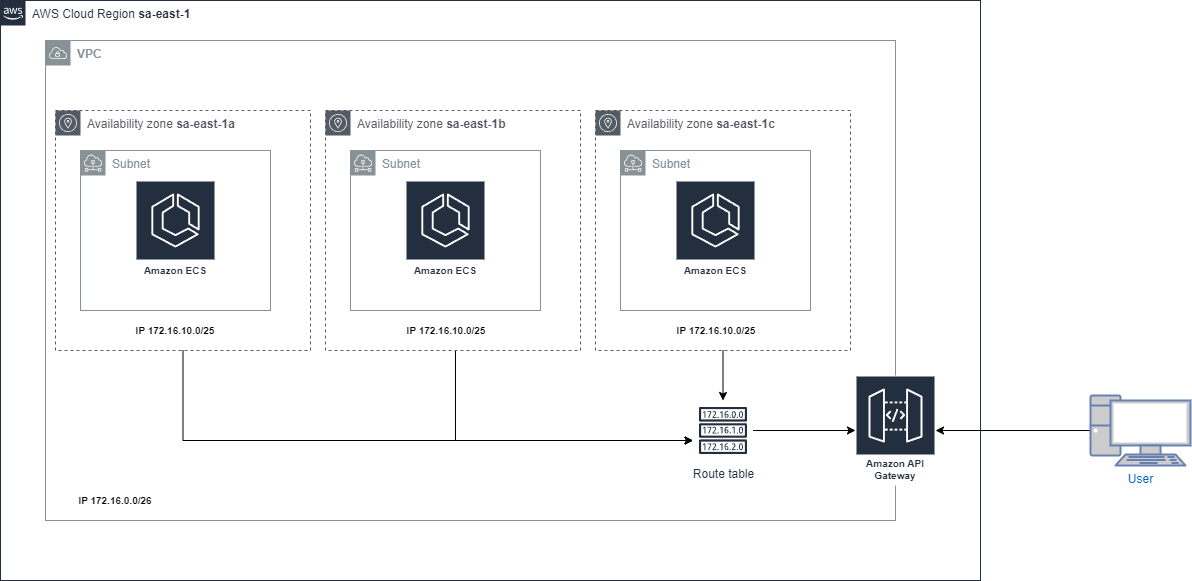 aws
AWS Cloud Region sa-east-1
VPC
Availability zone sa-east-1a
Subnet
Amazon ECS
IP 172.16.10.0/25
Availability zone sa-east-1b
Subnet
Amazon ECS
IP 172.16.10.0/25
Availability zone sa-east-1c
Subnet
Amazon ECS
IP 172.16.10.0/25
172.16.0.0
172.16.1.0
172.16.2.0
Route table
</>
Amazon API
Gateway
User
IP 172.16.0.0/26